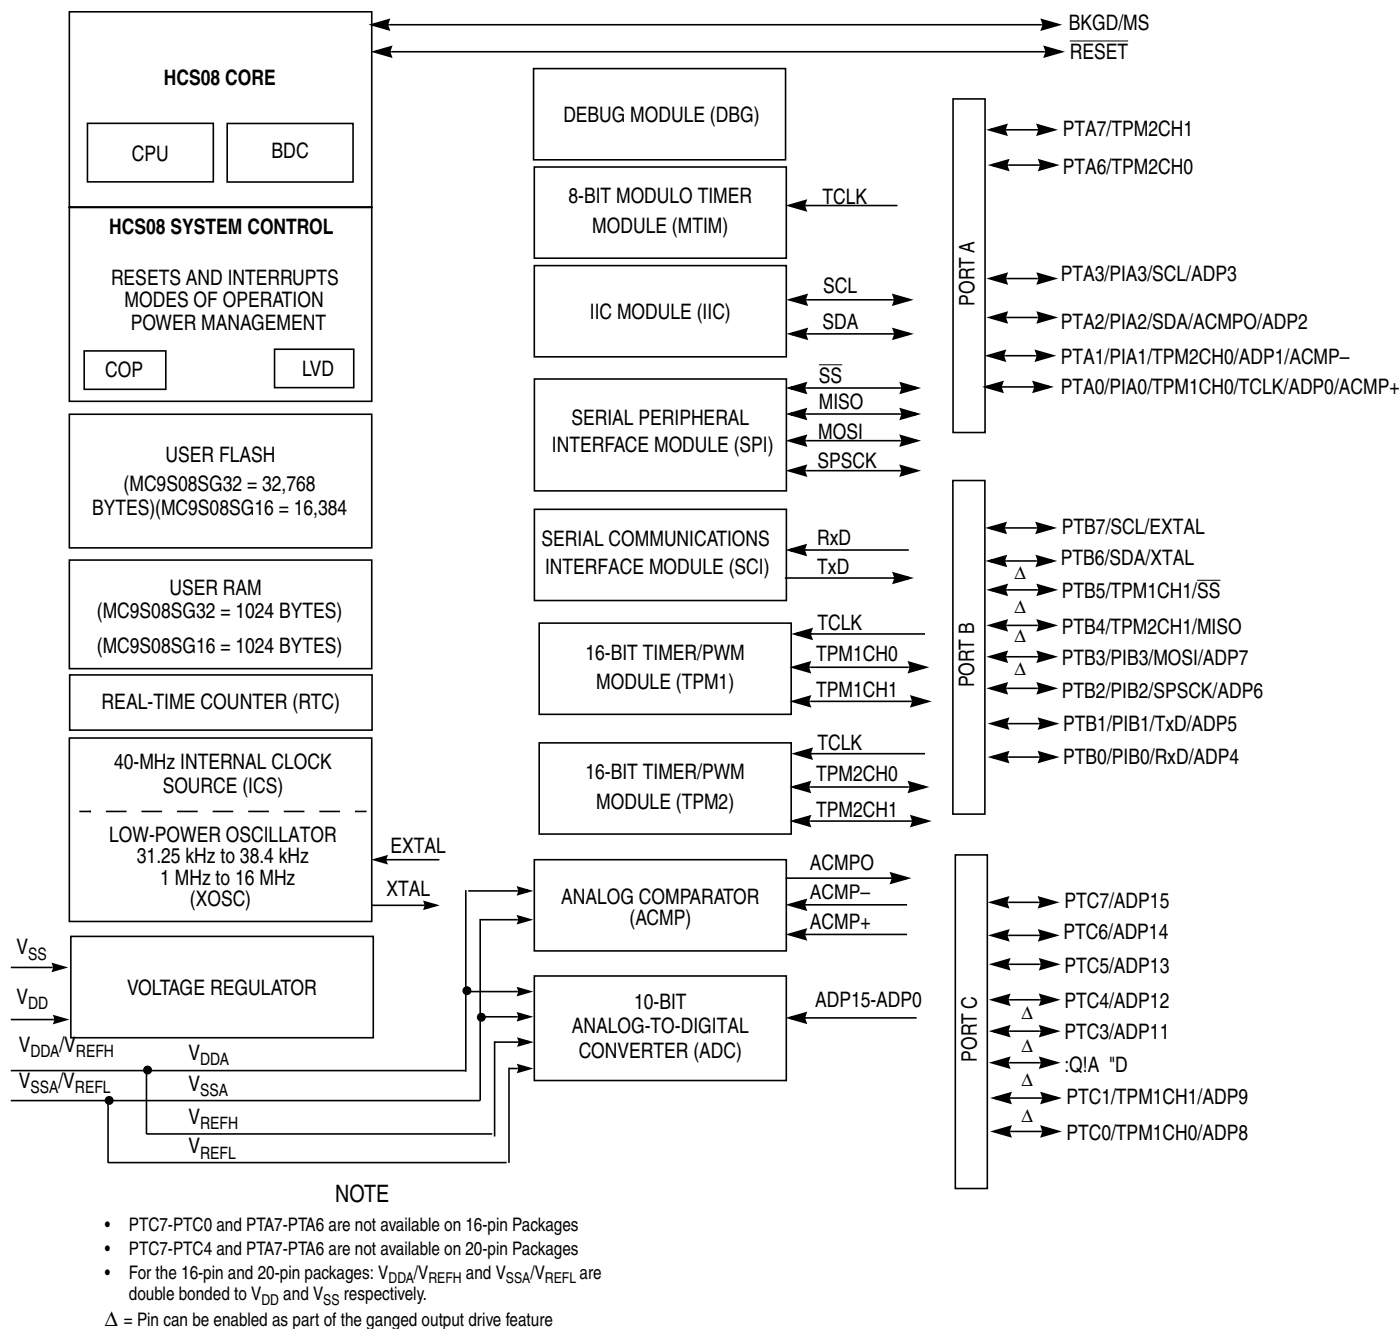 BKGD/MS
RESET
HCS08 CORE
CPU
BDC
HCS08 SYSTEM CONTROL
RESETS AND INTERRUPTS
MODES OF OPERATION
POWER MANAGEMENT
COP
LVD
USER FLASH
(MC9S08SG32 = 32,768
BYTES)(MC9S08SG16 = 16,384
USER RAM
(MC9S08SG32 = 1024 BYTES)
(MC9S08SG16 = 1024 BYTES)
REAL-TIME COUNTER (RTC)
40-MHz INTERNAL CLOCK
SOURCE (ICS)
LOW-POWER OSCILLATOR
31.25 kHz to 38.4 kHz
1 MHz to 16 MHz
(XOSC)
EXTAL
XTAL
VSS
VDD
VOLTAGE REGULATOR
VDDA/VREFH
VSSA/VREFL
VDDA
VSSA
VREFH
VREFL
DEBUG MODULE (DBG)
8-BIT MODULO TIMER
MODULE (MTIM)
TCLK
IIC MODULE (IIC)
SCL
SDA
SERIAL PERIPHERAL
INTERFACE MODULE (SPI)
SS
MISO
MOSI
SPSCK
SERIAL COMMUNICATIONS
INTERFACE MODULE (SCI)
RxD
TxD
16-BIT TIMER/PWM
MODULE (TPM1)
TCLK
TPM1CH0
TPM1CH1
16-BIT TIMER/PWM
MODULE (TPM2)
TCLK
TPM2CH0
TPM2CH1
ANALOG COMPARATOR
(ACMP)
ACMPO
ACMP–
ACMP+
10-BIT
ANALOG-TO-DIGITAL
CONVERTER (ADC)
ADP15-ADP0
PORT A
PTA7/TPM2CH1
PTA6/TPM2CH0
PTA3/PIA3/SCL/ADP3
PTA2/PIA2/SDA/ACMPO/ADP2
PTA1/PIA1/TPM2CH0/ADP1/ACMP–
PTA0/PIA0/TPM1CH0/TCLK/ADP0/ACMP+
PORT B
PTB7/SCL/EXTAL
PTB6/SDA/XTAL
Δ
PTB5/TPM1CH1/SS
Δ
PTB4/TPM2CH1/MISO
Δ
PTB3/PIB3/MOSI/ADP7
Δ
PTB2/PIB2/SPSCK/ADP6
PTB1/PIB1/TxD/ADP5
PTB0/PIB0/RxD/ADP4
PORT C
PTC7/ADP15
PTC6/ADP14
PTC5/ADP13
PTC4/ADP12
Δ
PTC3/ADP11
Δ
:Q!A "D
Δ
PTC1/TPM1CH1/ADP9
Δ
PTC0/TPM1CH0/ADP8
NOTE
• PTC7-PTC0 and PTA7-PTA6 are not available on 16-pin Packages
• PTC7-PTC4 and PTA7-PTA6 are not available on 20-pin Packages
• For the 16-pin and 20-pin packages: VDDA/VREFH and VSSA/VREFL are
double bonded to VDD and VSS respectively.
Δ = Pin can be enabled as part of the ganged output drive feature